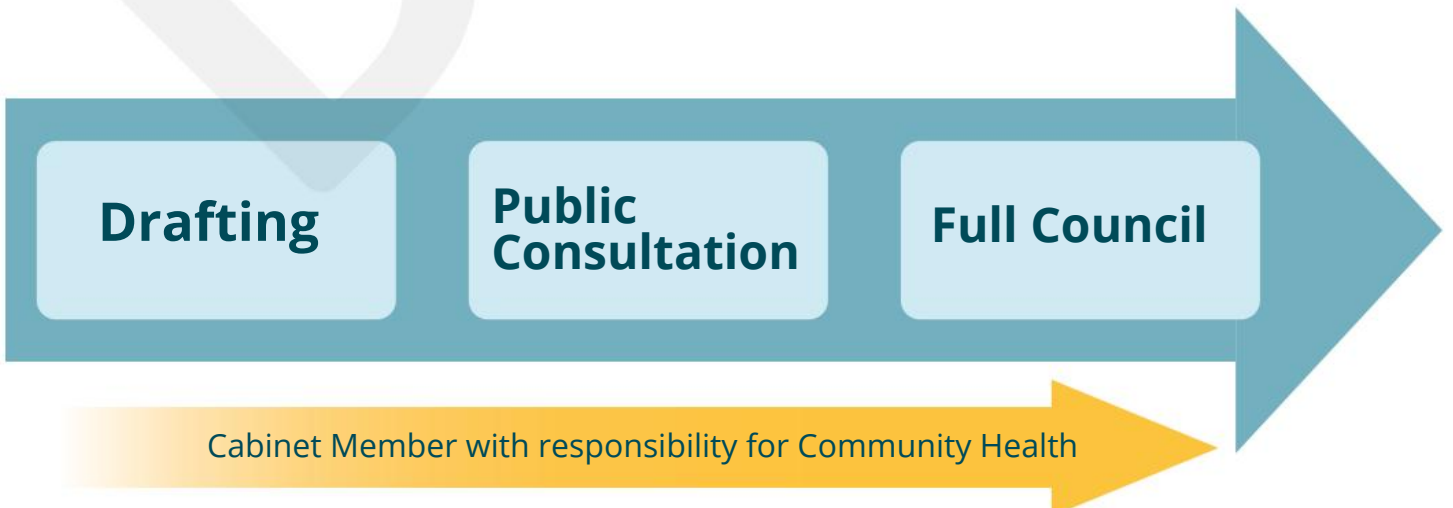 Drafting
Public
Consultation
Full Council
Cabinet Member with responsibility for Community Health